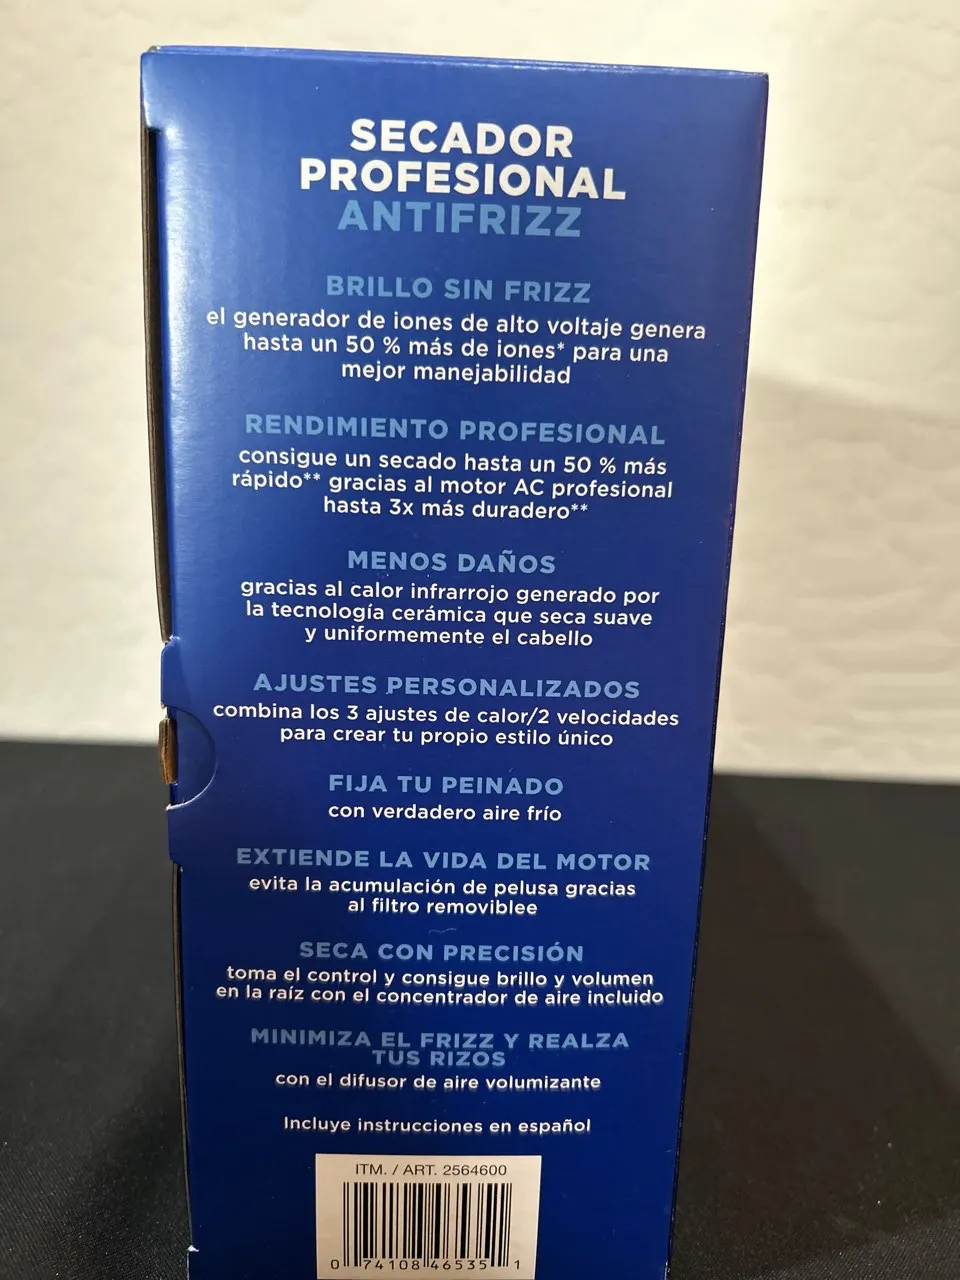 SECADOR
PROFESIONAL
ANTIFRIZZ
BRILLO SIN FRIZZ
el generador de iones de alto voltaje genera
hasta un 50 % más de iones* para una
mejor manejabilidad
RENDIMIENTO PROFESIONAL
consigue un secado hasta un 50 % más
rápido** gracias al motor AC profesional
hasta 3x más duradero**
MENOS DAÑOS
gracias al calor infrarrojo generado por
la tecnología cerámica que seca suave
y uniformemente el cabello
AJUSTES PERSONALIZADOS
combina los 3 ajustes de calor/2 velocidades
para crear tu propio estilo único
FIJA TU PEINADO
con verdadero aire frío
EXTIENDE LA VIDA DEL MOTOR
evita la acumulación de pelusa gracias
al filtro removiblee
SECA CON PRECISIÓN
toma el control y consigue brillo y volumen
en la raíz con el concentrador de aire incluido
MINIMIZA EL FRIZZ Y REALZA
TUS RIZOS
con el difusor de aire volumizante
Incluye instrucciones en español
ITM. / ART. 2564600
0 74108 46535 1